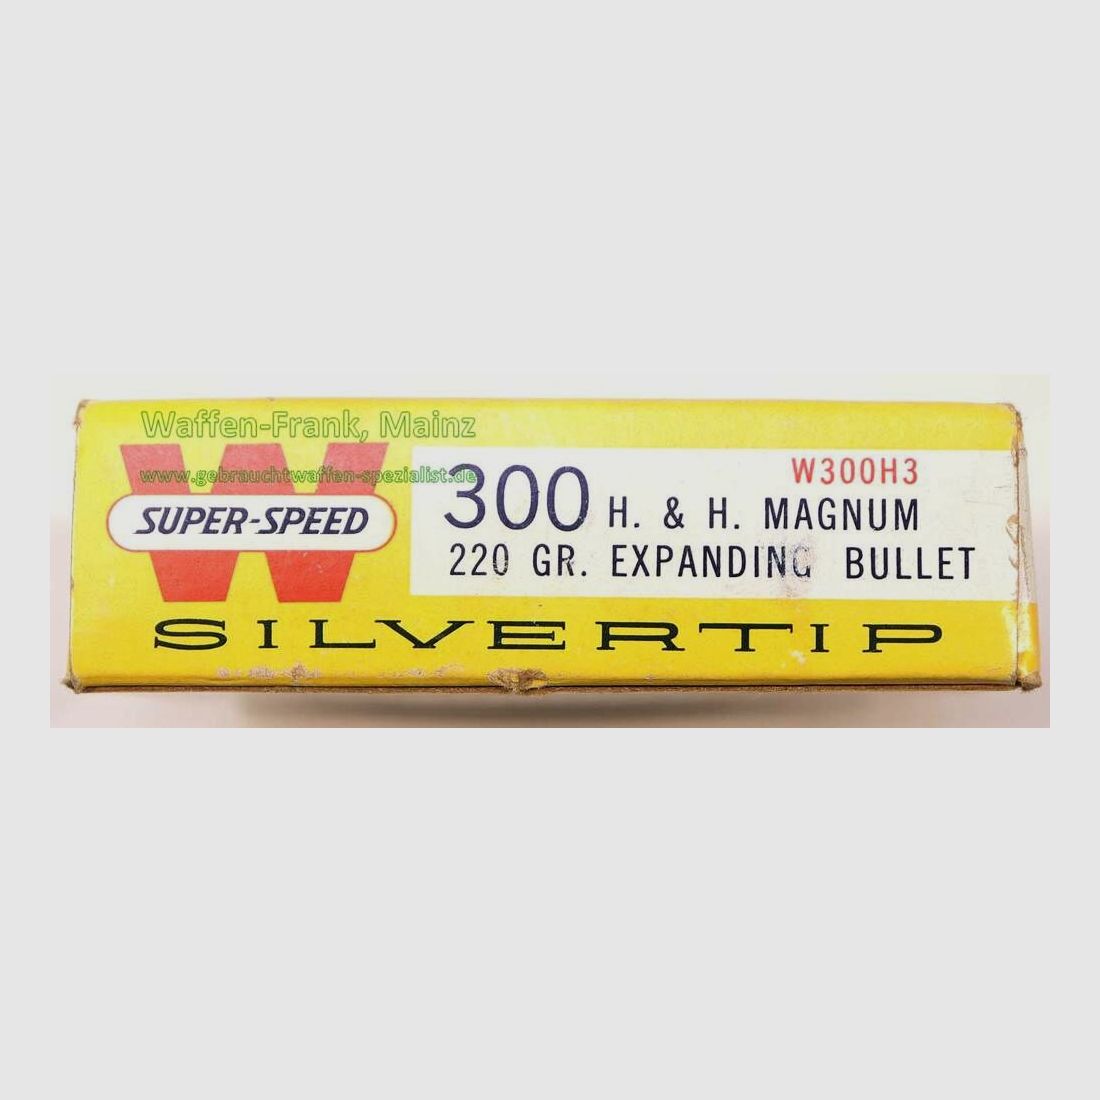 Waffen-Frank, Mainz
www.gebrauchtwaffen-spezialist.de
W
SUPER-SPEED
W300H3
300 H. & H. MAGNUM
220 GR. EXPANDING BULLET
SILVERTIP